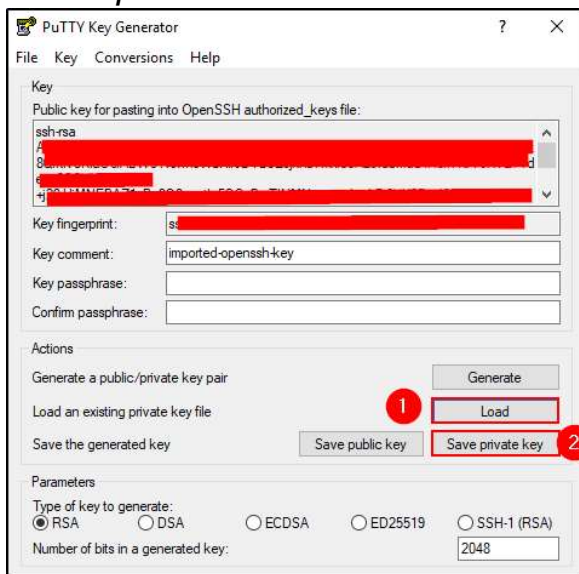 PuTTY Key Generator ? ×
File Key Conversions Help
Key
Public key for pasting into OpenSSH authorized_keys file:
ssh-rsa
Key fingerprint:
Key comment: imported-openssh-key
Key passphrase:
Confirm passphrase:
Actions
Generate a public/private key pair Generate
Load an existing private key file 1 Load
Save the generated key Save public key Save private key 2
Parameters
Type of key to generate:
RSA DSA ECDSA ED25519 SSH-1 (RSA)
Number of bits in a generated key: 2048